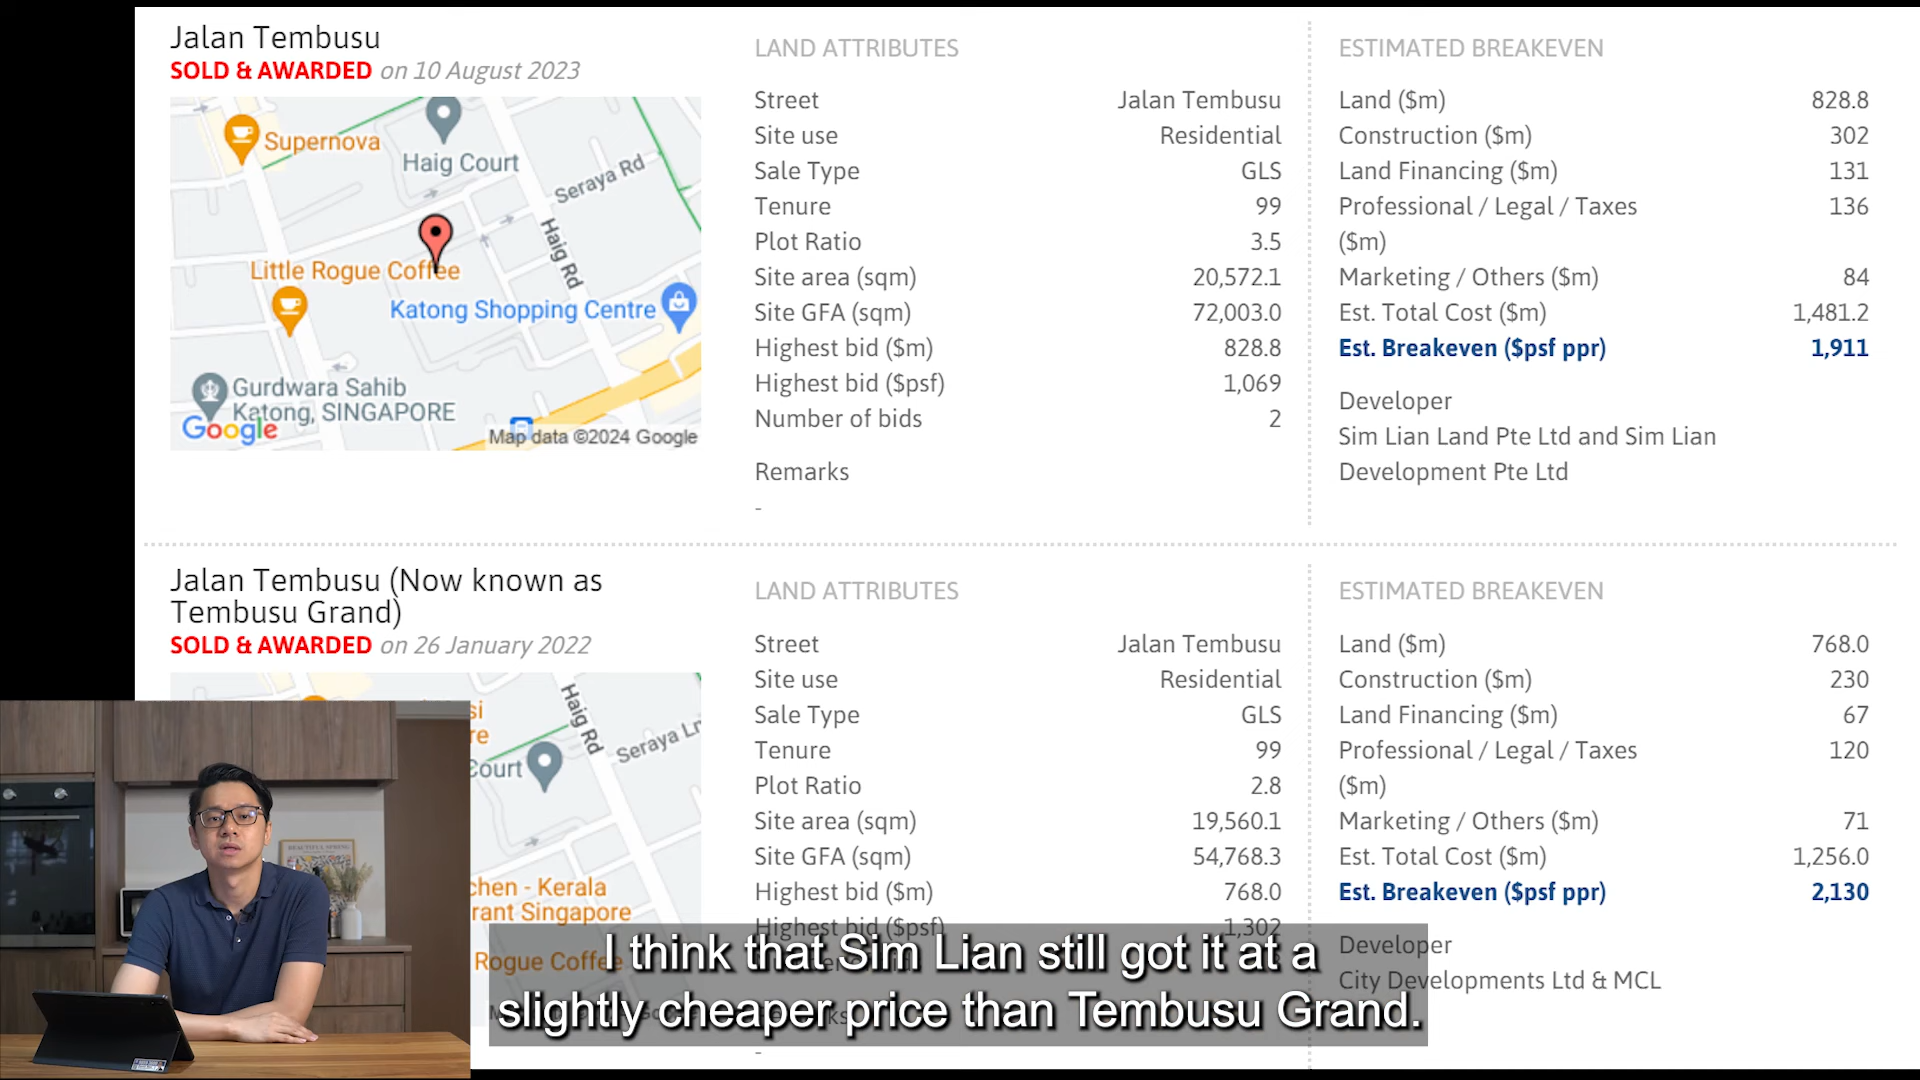 Jalan Tembusu
SOLD & AWARDED on 10 August 2023
Supernova
Haig Court
Seraya Rd
Haig Rd
Little Rogue Coffee
Katong Shopping Centre
Gurdwara Sahib
Katong, SINGAPORE
Google
Map data ©2024 Google
LAND ATTRIBUTES
Street Jalan Tembusu
Site use Residential
Sale Type GLS
Tenure 99
Plot Ratio 3.5
Site area (sqm) 20,572.1
Site GFA (sqm) 72,003.0
Highest bid ($m) 828.8
Highest bid ($psf) 1,069
Number of bids 2
Remarks
-
ESTIMATED BREAKEVEN
Land ($m) 828.8
Construction ($m) 302
Land Financing ($m) 131
Professional / Legal / Taxes 136
($m)
Marketing / Others ($m) 84
Est. Total Cost ($m) 1,481.2
Est. Breakeven ($psf ppr) 1,911
Developer
Sim Lian Land Pte Ltd and Sim Lian
Development Pte Ltd
Jalan Tembusu (Now known as
Tembusu Grand)
SOLD & AWARDED on 26 January 2022
Haig Rd
Seraya Ln
Court
chen - Kerala
rant Singapore
Rogue Coffe
LAND ATTRIBUTES
Street Jalan Tembusu
Site use Residential
Sale Type GLS
Tenure 99
Plot Ratio 2.8
Site area (sqm) 19,560.1
Site GFA (sqm) 54,768.3
Highest bid ($m) 768.0
Highest bid ($psf) 1,302
-
ESTIMATED BREAKEVEN
Land ($m) 768.0
Construction ($m) 230
Land Financing ($m) 67
Professional / Legal / Taxes 120
($m)
Marketing / Others ($m) 71
Est. Total Cost ($m) 1,256.0
Est. Breakeven ($psf ppr) 2,130
Developer
City Developments Ltd & MCL
I think that Sim Lian still got it at a
slightly cheaper price than Tembusu Grand.